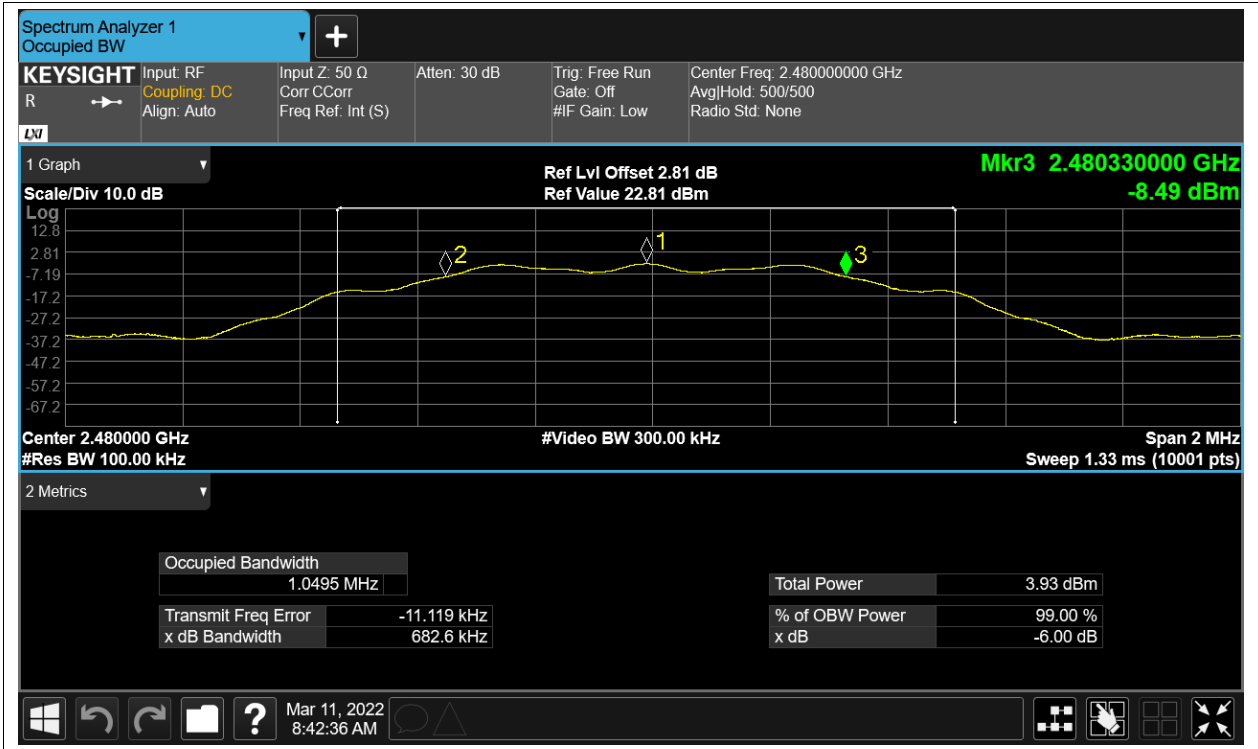 Spectrum Analyzer 1
Occupied BW
KEYSIGHT
R
LXI
Input: RF
Coupling: DC
Align: Auto
Input Z: 50 Ω
Corr CCorr
Freq Ref: Int (S)
Atten: 30 dB
Trig: Free Run
Gate: Off
#IF Gain: Low
Center Freq: 2.480000000 GHz
Avg|Hold: 500/500
Radio Std: None
1 Graph
Scale/Div 10.0 dB
Ref Lvl Offset 2.81 dB
Ref Value 22.81 dBm
Mkr3 2.480330000 GHz
-8.49 dBm
Log
12.8
2.81
-7.19
-17.2
-27.2
-37.2
-47.2
-57.2
-67.2
2
1
3
Center 2.480000 GHz
#Res BW 100.00 kHz
#Video BW 300.00 kHz
Span 2 MHz
Sweep 1.33 ms (10001 pts)
2 Metrics
Occupied Bandwidth
1.0495 MHz
Transmit Freq Error -11.119 kHz
x dB Bandwidth 682.6 kHz
Total Power 3.93 dBm
% of OBW Power 99.00 %
x dB -6.00 dB
?
Mar 11, 2022
8:42:36 AM